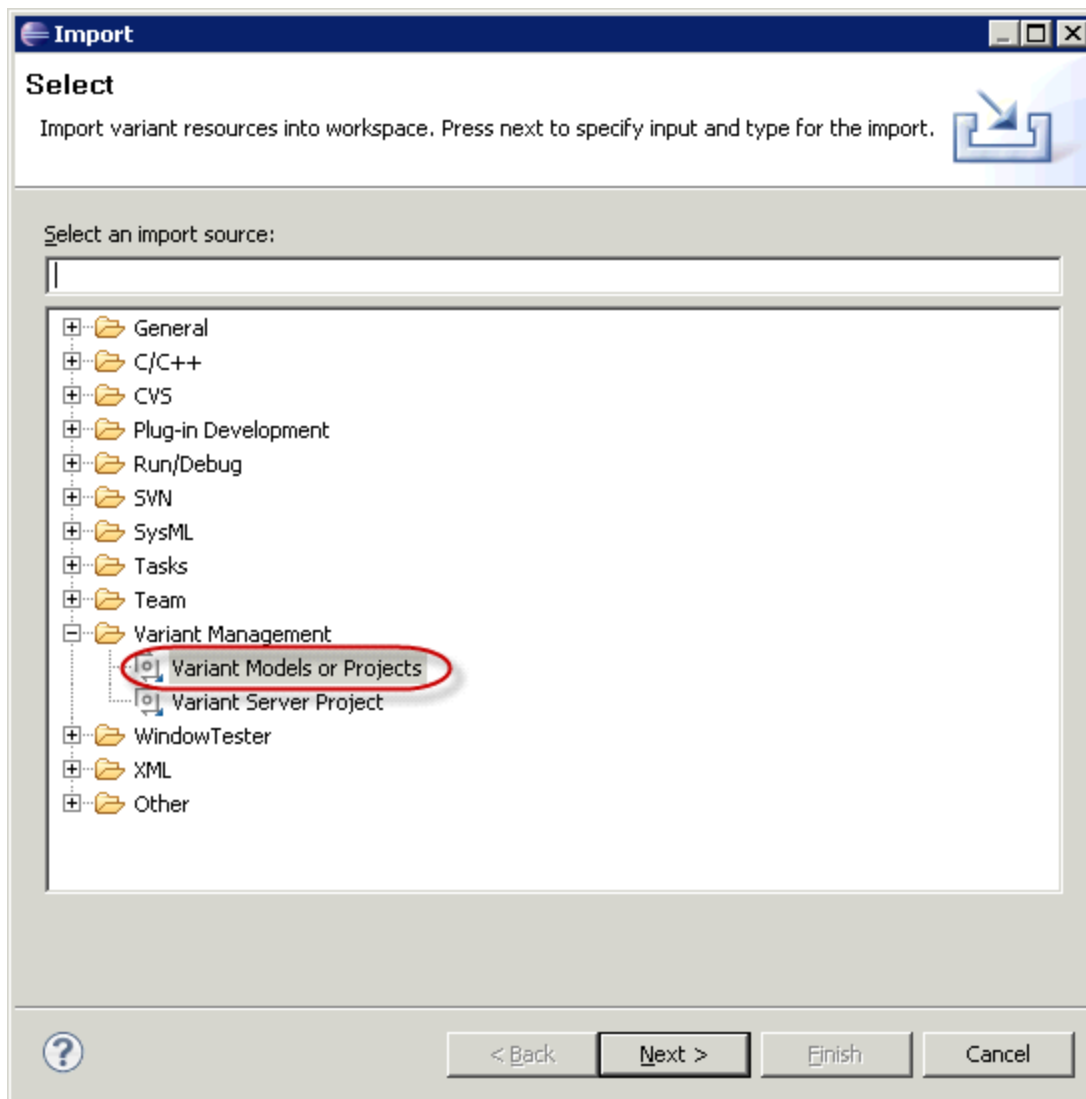 Import
Select
Import variant resources into workspace. Press next to specify input and type for the import.
Select an import source:
General
C/C++
CVS
Plug-in Development
Run/Debug
SVN
SysML
Tasks
Team
Variant Management
Variant Models or Projects
Variant Server Project
WindowTester
XML
Other
? < Back Next > Finish Cancel